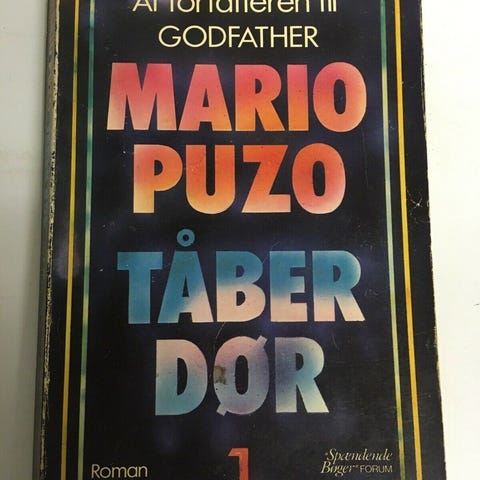 Af forfatteren til
GODFATHER
MARIO
PUZO
TÅBER
DØR
Roman
1
"Spændende
Bøger" FORUM